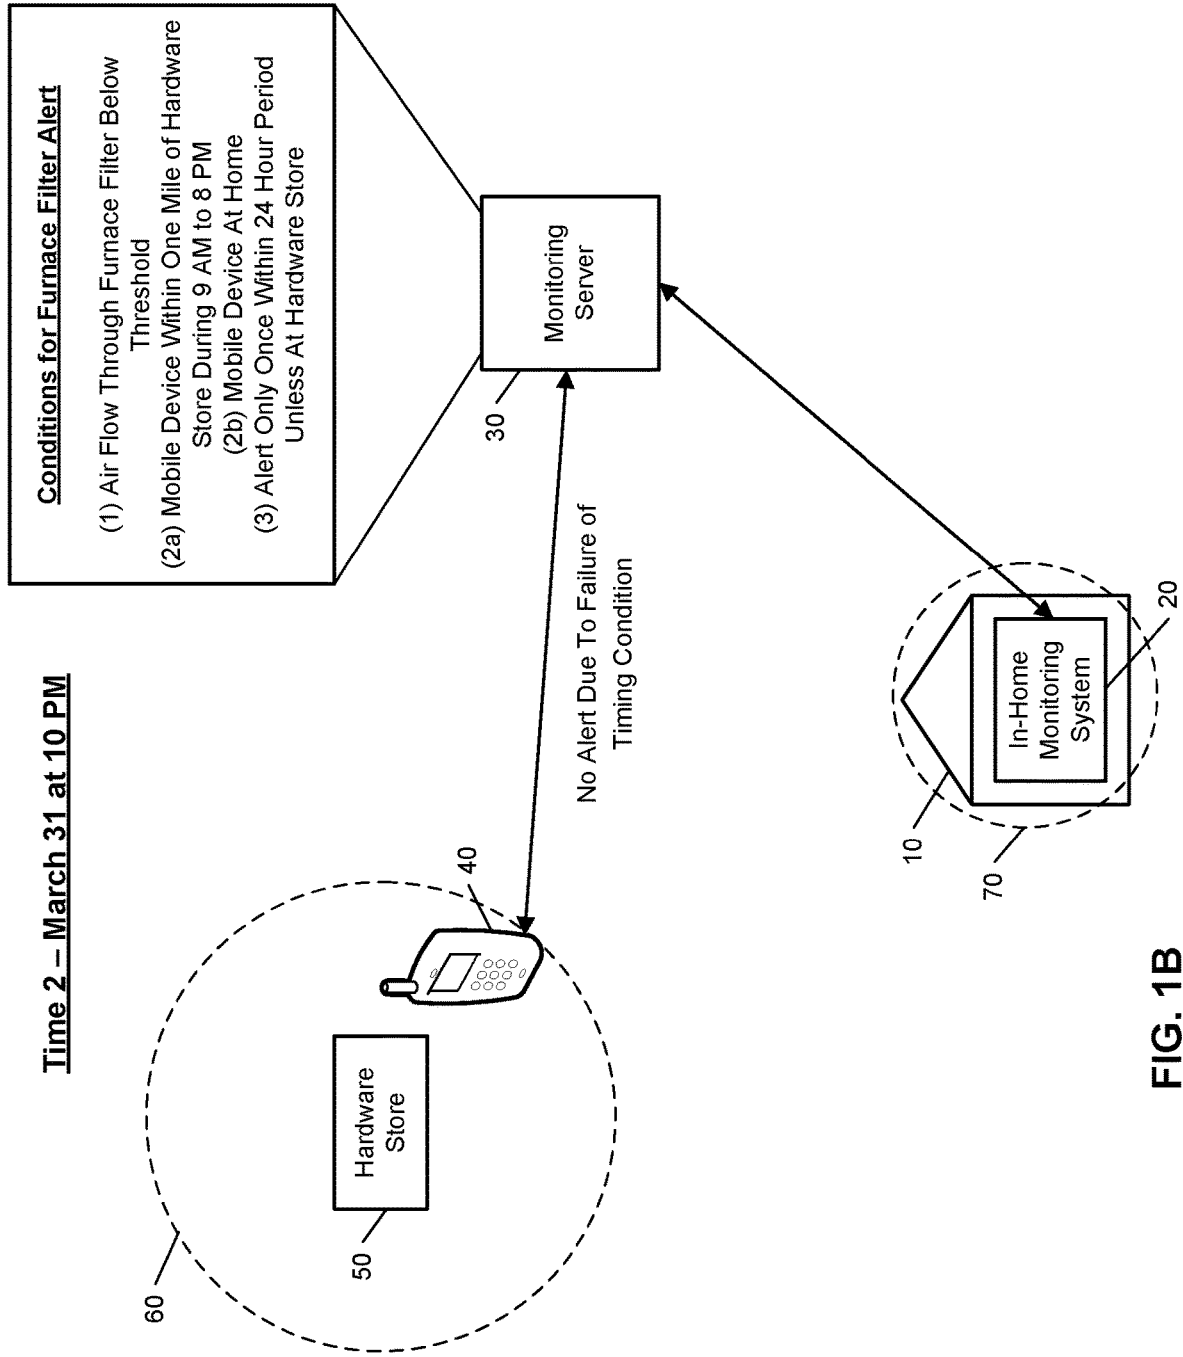 Time 2 – March 31 at 10 PM
Conditions for Furnace Filter Alert
(1) Air Flow Through Furnace Filter Below
Threshold
(2a) Mobile Device Within One Mile of Hardware
Store During 9 AM to 8 PM
(2b) Mobile Device At Home
(3) Alert Only Once Within 24 Hour Period
Unless At Hardware Store
60
50
Hardware
Store
40
30
Monitoring
Server
No Alert Due To Failure of
Timing Condition
10
70
In-Home
Monitoring
System
20
FIG. 1B